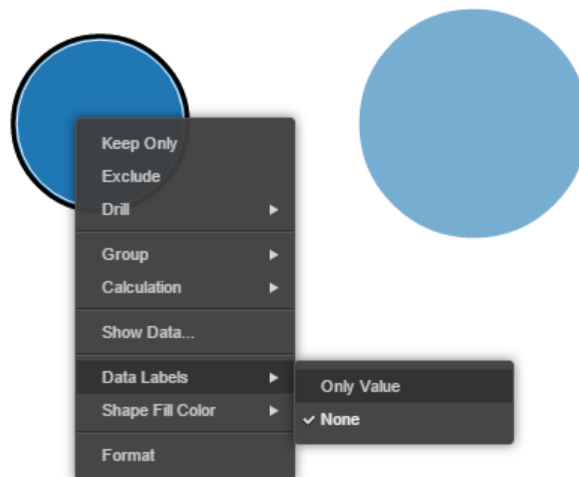 Keep Only
Exclude
Drill
Group
Calculation
Show Data...
Data Labels
Only Value
Shape Fill Color
None
Format